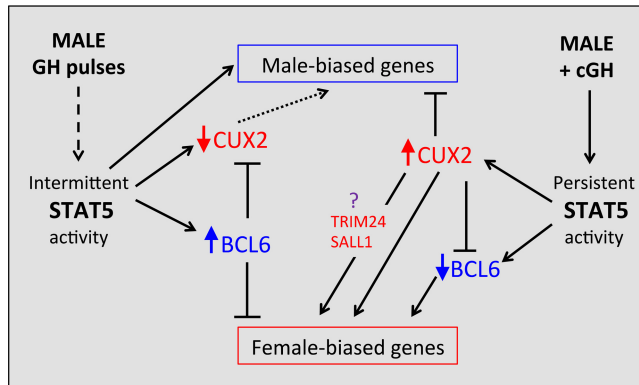 MALE
GH pulses
Male-biased genes
MALE
+ cGH
↓CUX2
↑CUX2
Intermittent
STAT5
activity
?
TRIM24
SALL1
Persistent
STAT5
activity
↑BCL6
↓BCL6
Female-biased genes